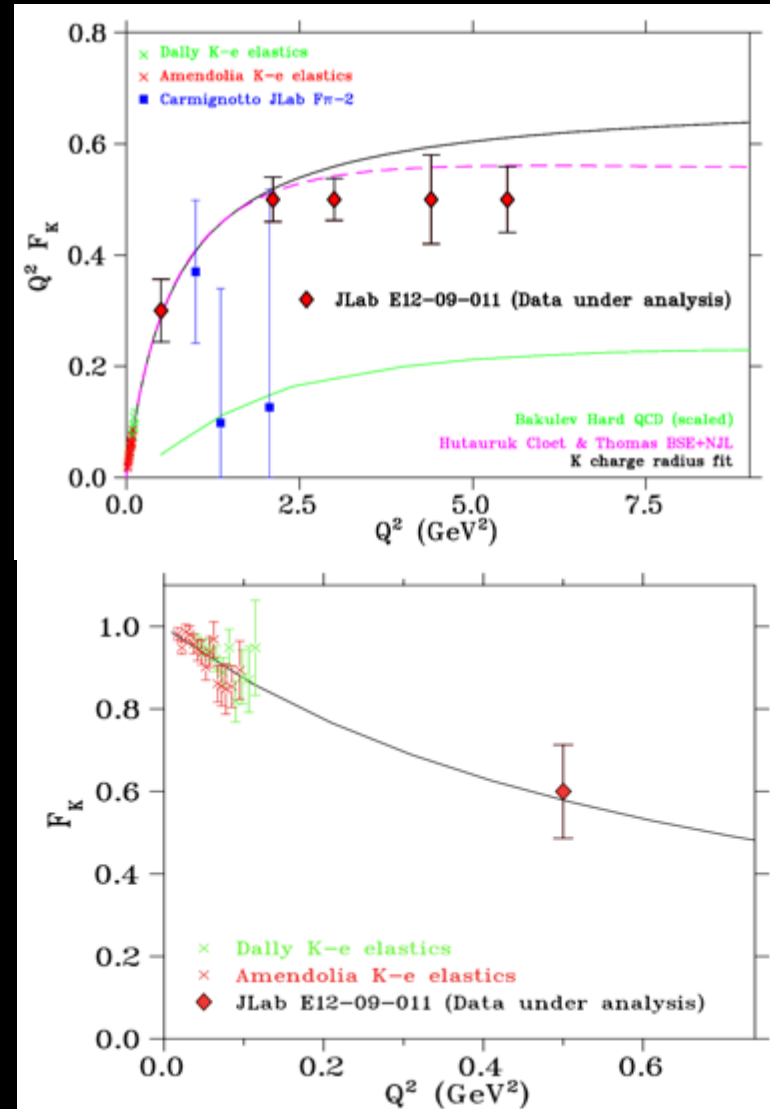 0.8
× Dally K-e elastics
× Amendolia K-e elastics
■ Carmignotto JLab Fπ-2
0.6
Q² F_K
0.4
◆ JLab E12-09-011 (Data under analysis)
0.2
Bakulev Hard QCD (scaled)
Hutauruk Cloet & Thomas BSE+NJL
K charge radius fit
0.0
0.0 2.5 5.0 7.5
Q² (GeV²)
1.0
0.8
0.6
F_K
0.4
× Dally K-e elastics
0.2
× Amendolia K-e elastics
◆ JLab E12-09-011 (Data under analysis)
0.0
0.0 0.2 0.4 0.6
Q² (GeV²)